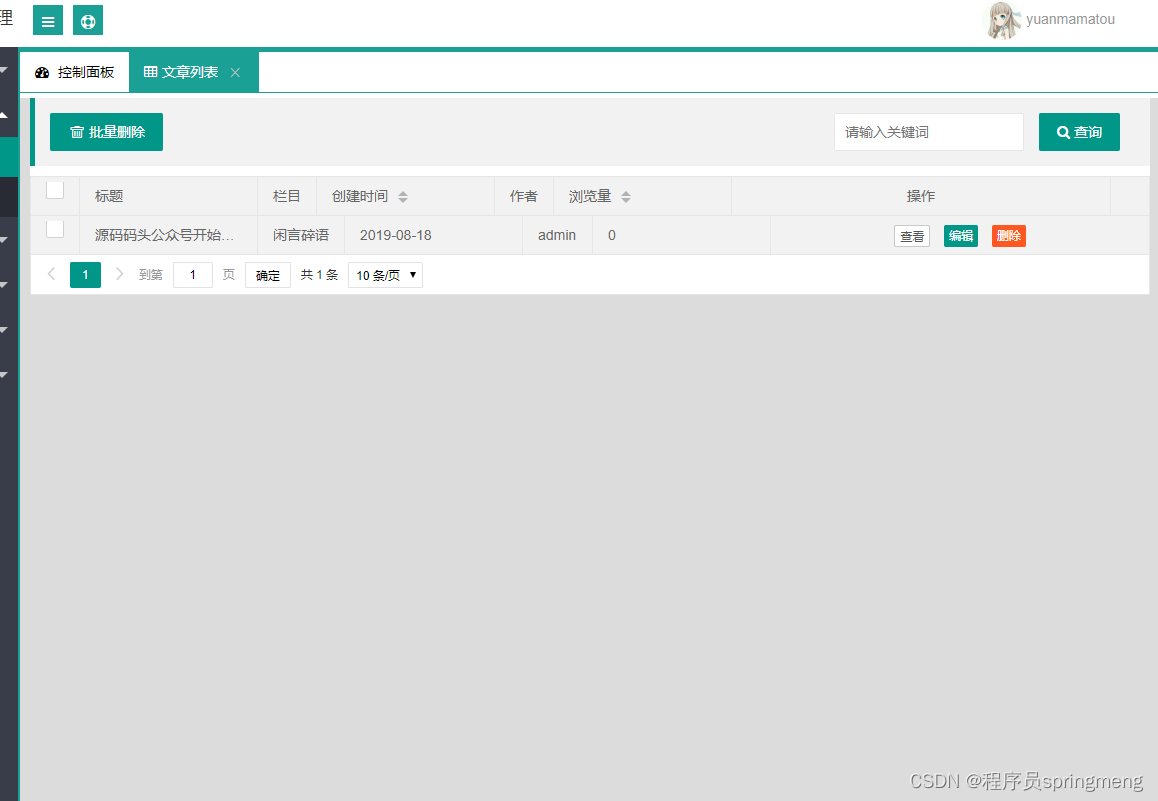 理
yuanmamatou
控制面板 文章列表
批量删除 请输入关键词 查询
标题 栏目 创建时间 作者 浏览量 操作
源码码头公众号开始... 闲言碎语 2019-08-18 admin 0 查看 编辑 删除
1 到第 1 页 确定 共 1 条 10 条/页
CSDN @程序员springmeng